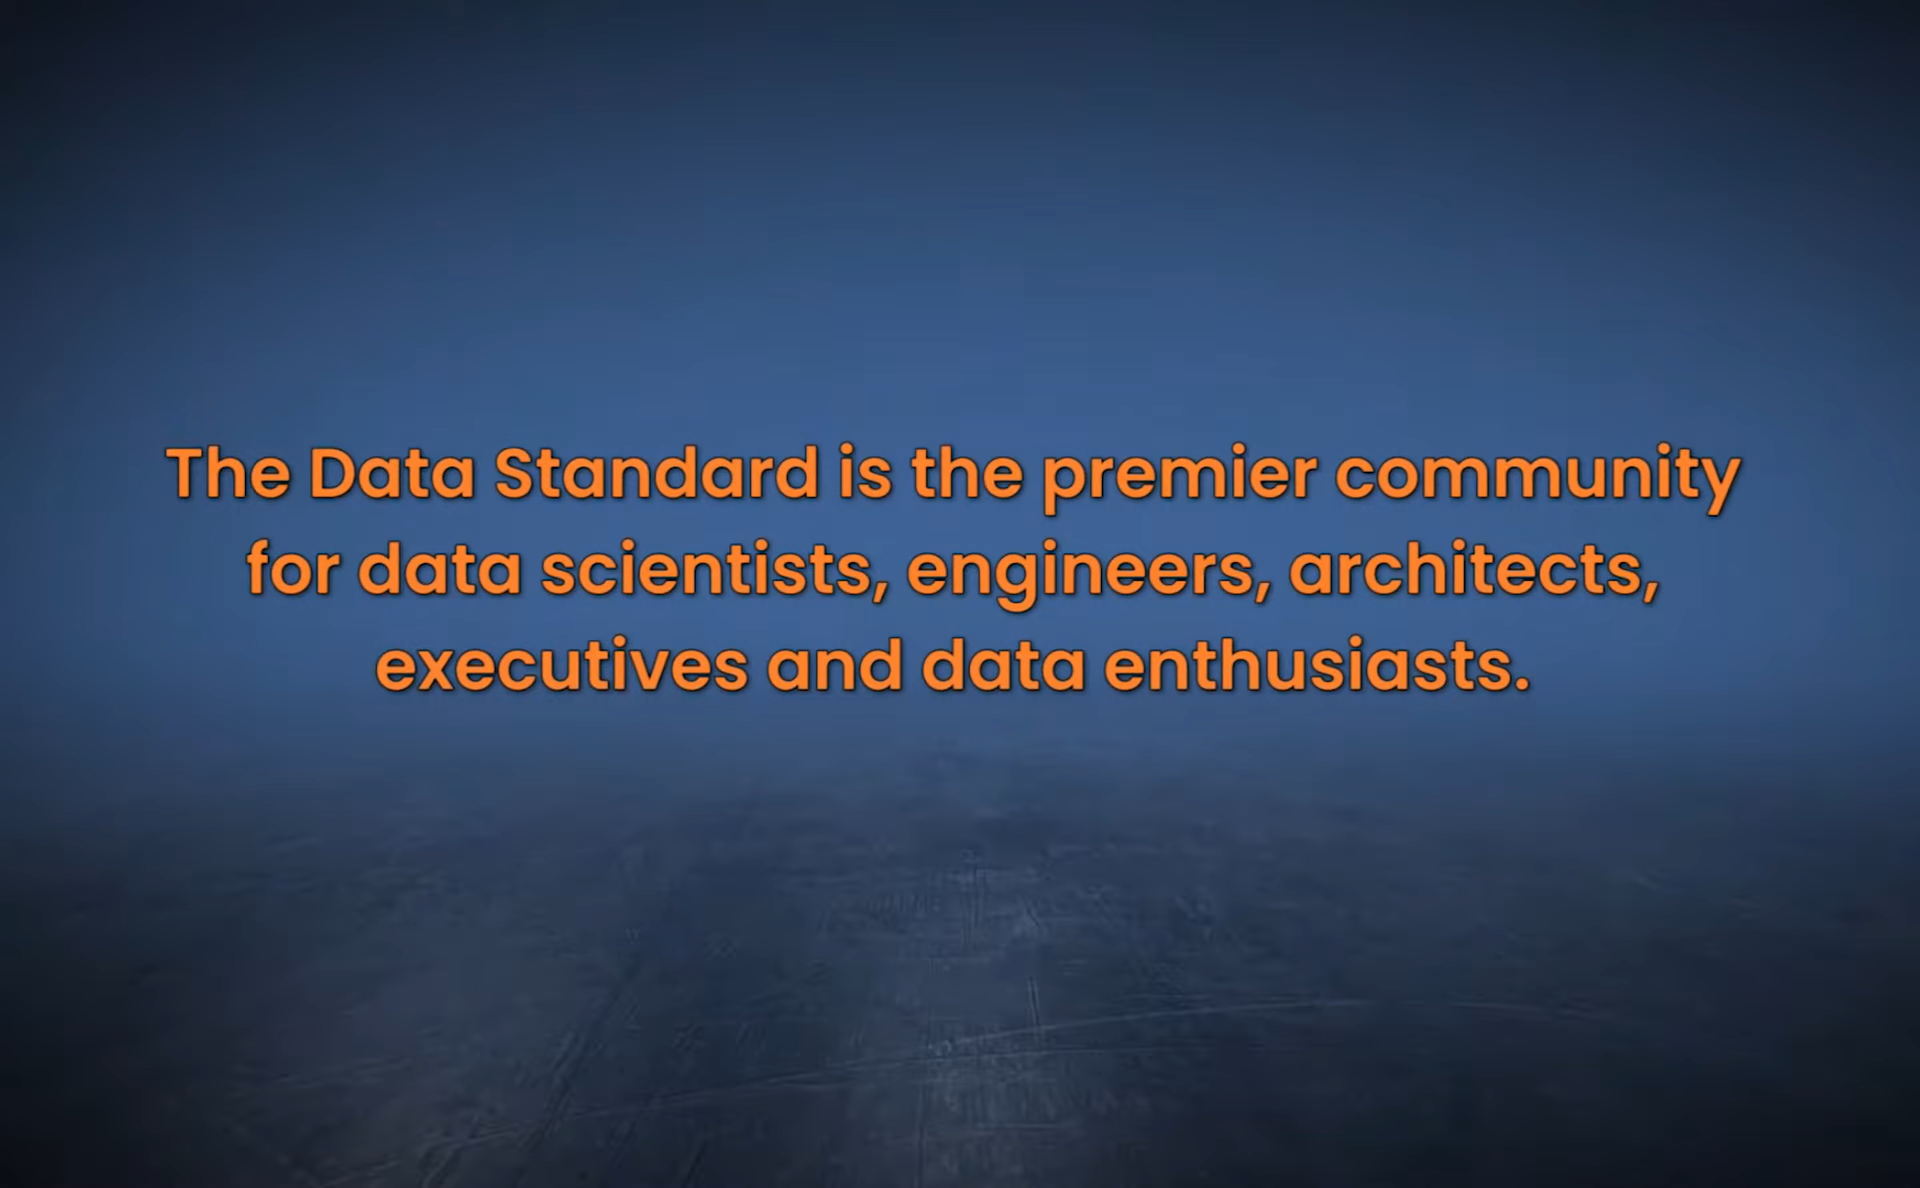 The Data Standard is the premier community
for data scientists, engineers, architects,
executives and data enthusiasts.